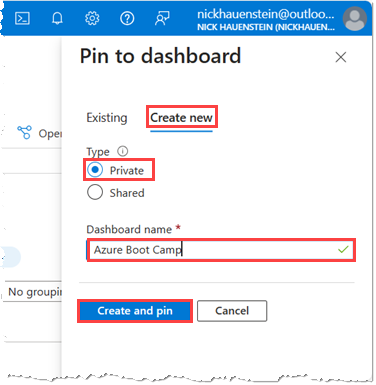 nickhauenstein@outloo...
NICK HAUENSTEIN (NICKHAUEN...
Pin to dashboard
Existing
Create new
Type
Private
Open
Shared
Dashboard name *
Azure Boot Camp
No groupin
Create and pin
Cancel